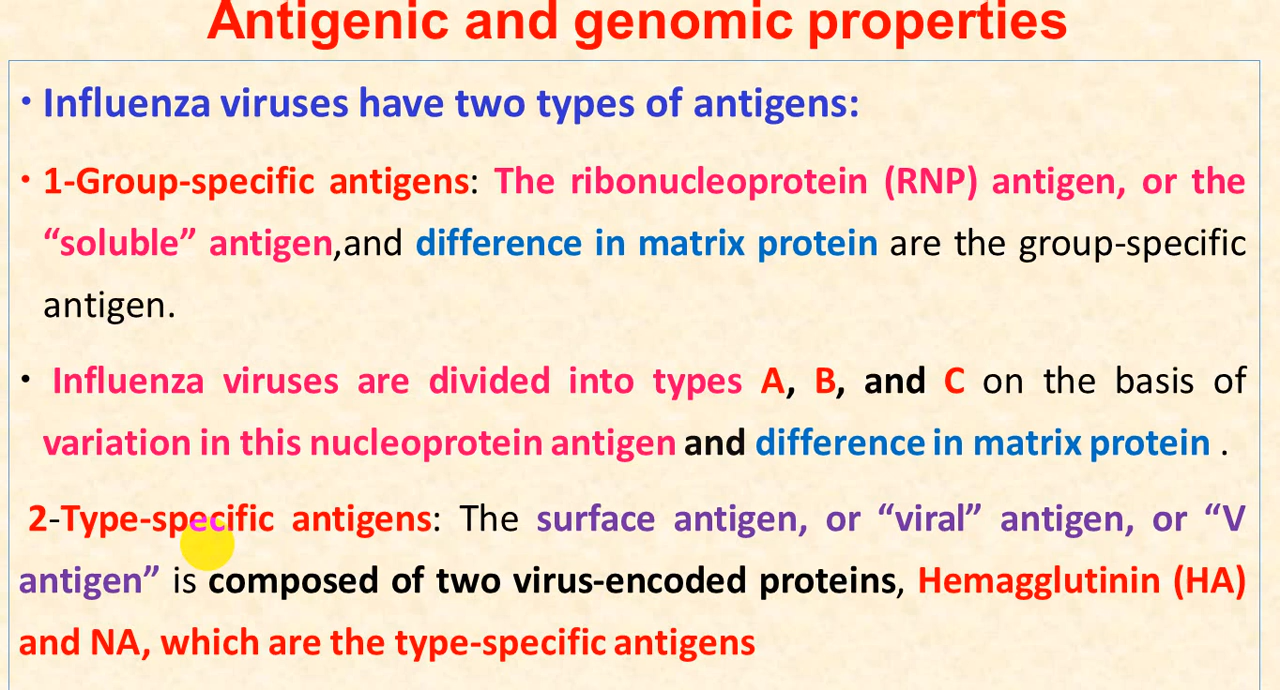 Antigenic and genomic properties
• Influenza viruses have two types of antigens:
• 1-Group-specific antigens: The ribonucleoprotein (RNP) antigen, or the
“soluble” antigen,and difference in matrix protein are the group-specific
antigen.
• Influenza viruses are divided into types A, B, and C on the basis of
variation in this nucleoprotein antigen and difference in matrix protein .
2-Type-specific antigens: The surface antigen, or “viral” antigen, or “V
antigen” is composed of two virus-encoded proteins, Hemagglutinin (HA)
and NA, which are the type-specific antigens